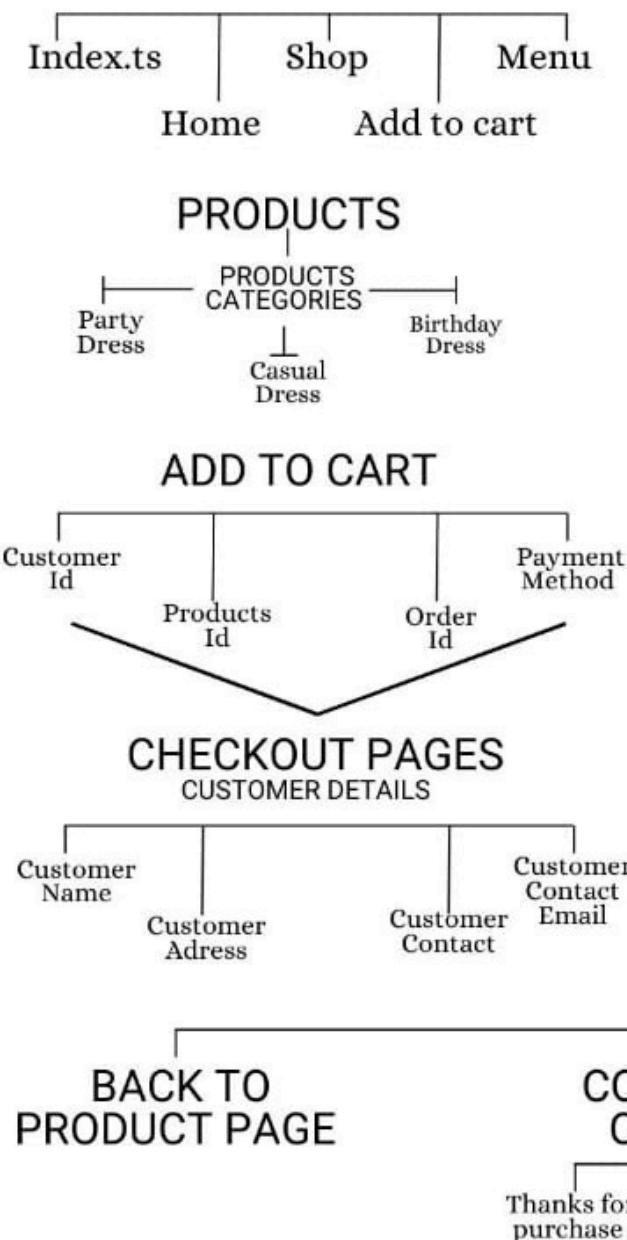 Index.ts
Shop
Menu
Home
Add to cart
PRODUCTS
PRODUCTS
CATEGORIES
Party
Dress
Birthday
Dress
Casual
Dress
ADD TO CART
Customer
Id
Payment
Method
Products
Id
Order
Id
CHECKOUT PAGES
CUSTOMER DETAILS
Customer
Name
Customer
Contact
Email
Customer
Adress
Customer
Contact
BACK TO
PRODUCT PAGE
Thanks for
purchase